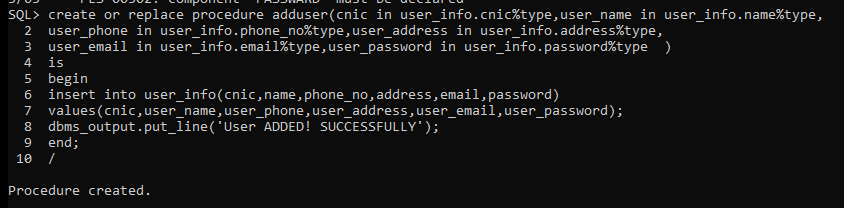 3/65     PLS-00302: component 'PASSWARD' must be declared
SQL> create or replace procedure adduser(cnic in user_info.cnic%type,user_name in user_info.name%type,
  2  user_phone in user_info.phone_no%type,user_address in user_info.address%type,
  3  user_email in user_info.email%type,user_password in user_info.password%type  )
  4  is
  5  begin
  6  insert into user_info(cnic,name,phone_no,address,email,password)
  7  values(cnic,user_name,user_phone,user_address,user_email,user_password);
  8  dbms_output.put_line('User ADDED! SUCCESSFULLY');
  9  end;
 10  /
Procedure created.